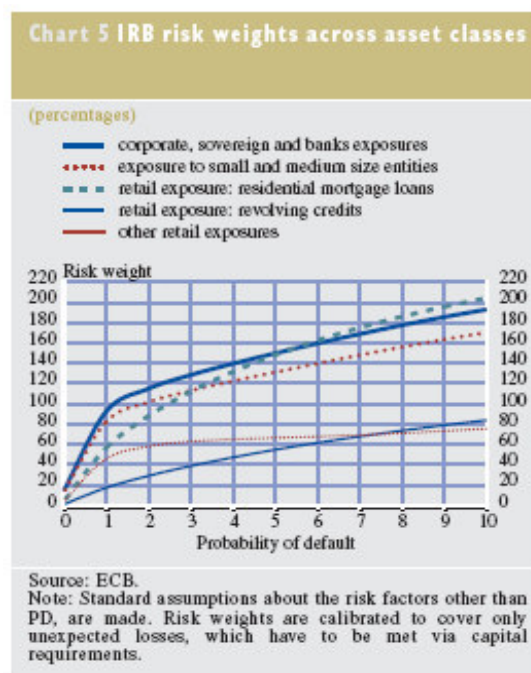 Chart 5 IRB risk weights across asset classes
(percentages)
corporate, sovereign and banks exposures
exposure to small and medium size entities
retail exposure: residential mortgage loans
retail exposure: revolving credits
other retail exposures
Risk weight
220 220
200 200
180 180
160 160
140 140
120 120
100 100
80 80
60 60
40 40
20 20
0 0
0 1 2 3 4 5 6 7 8 9 10
Probability of default
Source: ECB.
Note: Standard assumptions about the risk factors other than
PD, are made. Risk weights are calibrated to cover only
unexpected losses, which have to be met via capital
requirements.